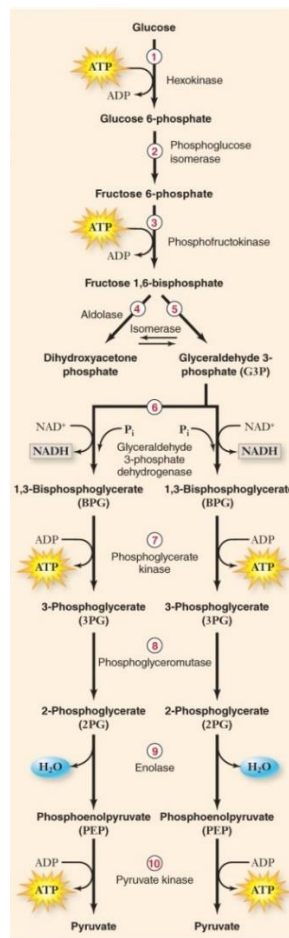 Glucose
1
ATP
Hexokinase
ADP
Glucose 6-phosphate
2
Phosphoglucose
isomerase
Fructose 6-phosphate
3
ATP
Phosphofructokinase
ADP
Fructose 1,6-bisphosphate
4 5
Aldolase
Isomerase
Dihydroxyacetone
phosphate
Glyceraldehyde 3-
phosphate (G3P)
6
NAD⁺ Pᵢ Pᵢ NAD⁺
NADH NADH
Glyceraldehyde
3-phosphate
dehydrogenase
1,3-Bisphosphoglycerate 1,3-Bisphosphoglycerat
(BPG) (BPG)
ADP 7 ADP
Phosphoglycerate
kinase
ATP ATP
3-Phosphoglycerate 3-Phosphoglycerate
(3PG) (3PG)
8
Phosphoglyceromutase
2-Phosphoglycerate 2-Phosphoglycerate
(2PG) (2PG)
9
H₂O Enolase H₂O
Phosphoenolpyruvate Phosphoenolpyruvate
(PEP) (PEP)
ADP 10 ADP
Pyruvate kinase
ATP ATP
Pyruvate Pyruvate